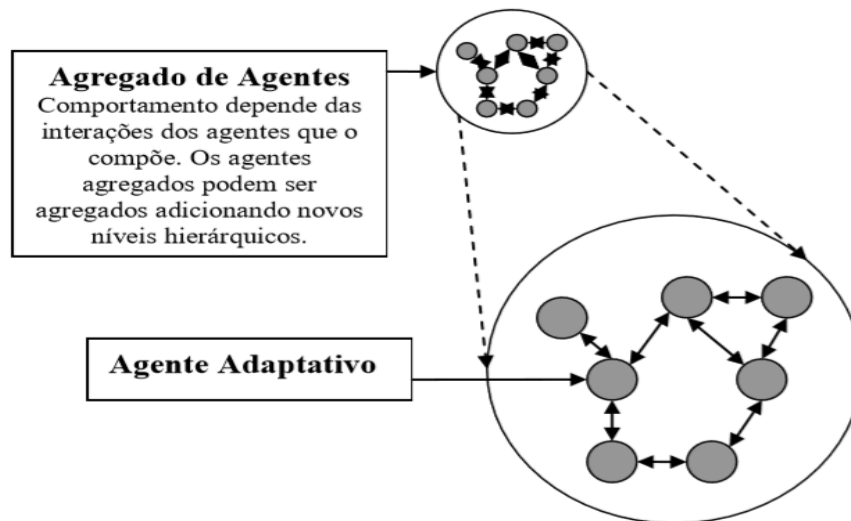 Agregado de Agentes
Comportamento depende das
interações dos agentes que o
compõe. Os agentes
agregados podem ser
agregados adicionando novos
níveis hierárquicos.
Agente Adaptativo